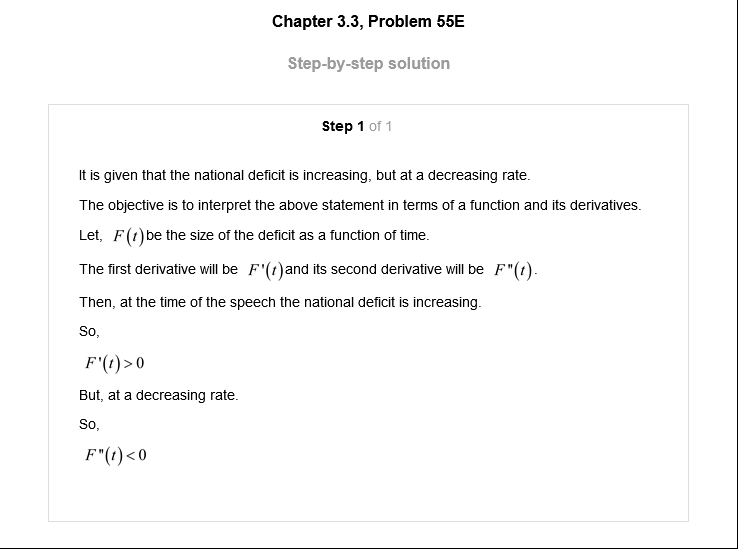 Chapter 3.3, Problem 55E
Step-by-step solution
Step 1 of 1
It is given that the national deficit is increasing, but at a decreasing rate.
The objective is to interpret the above statement in terms of a function and its derivatives.
Let, F(t) be the size of the deficit as a function of time.
The first derivative will be F'(t) and its second derivative will be F"(t).
Then, at the time of the speech the national deficit is increasing.
So,
F'(t)>0
But, at a decreasing rate.
So,
F"(t)<0